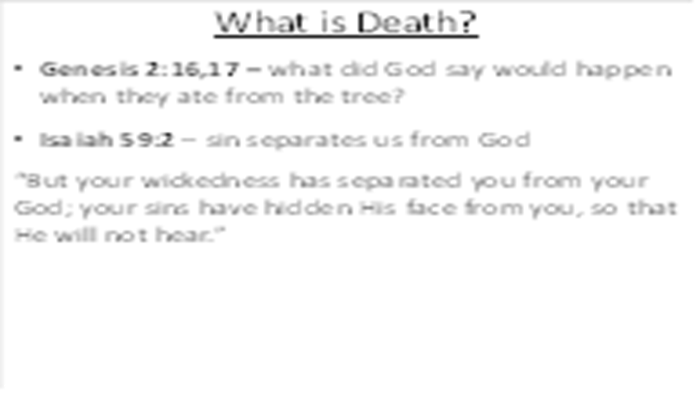 What is Death?
• Genesis 2:16,17 – what did God say would happen
when they ate from the tree?
• Isaiah 59:2 – sin separates us from God
"But your wickedness has separated you from your
God; your sins have hidden His face from you, so that
He will not hear."